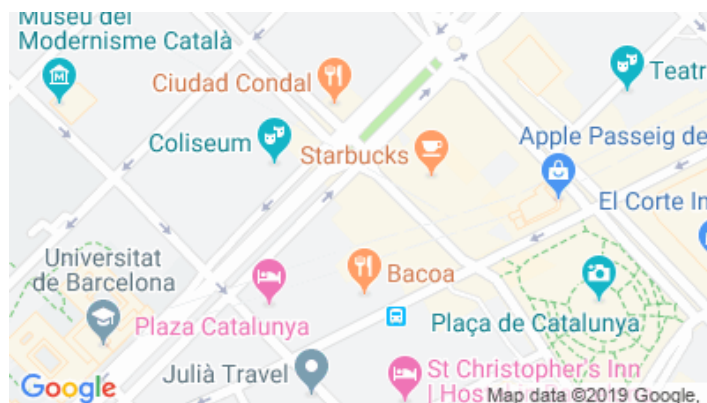 Museu del
Modernisme Català
Ciudad Condal
Teatr
Coliseum
Starbucks
Apple Passeig de
El Corte In
Universitat
de Barcelona
Bacoa
Plaza Catalunya
Plaça de Catalunya
Julià Travel
St Christopher's Inn
Google
Map data ©2019 Google,